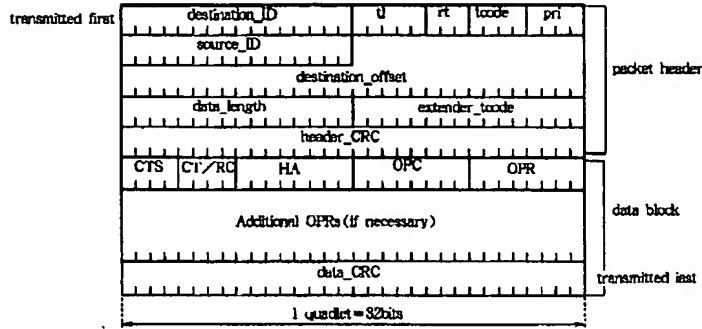 transmitted first destination_ID tl rt tcode pri
source_ID
packet header
destination_offset
data_length extender_tcode
header_CRC
CTS CT/RC HA OPC OPR
data block
Additional OPRs(if necessary)
data_CRC
transmitted last
1 quadlet=32bits